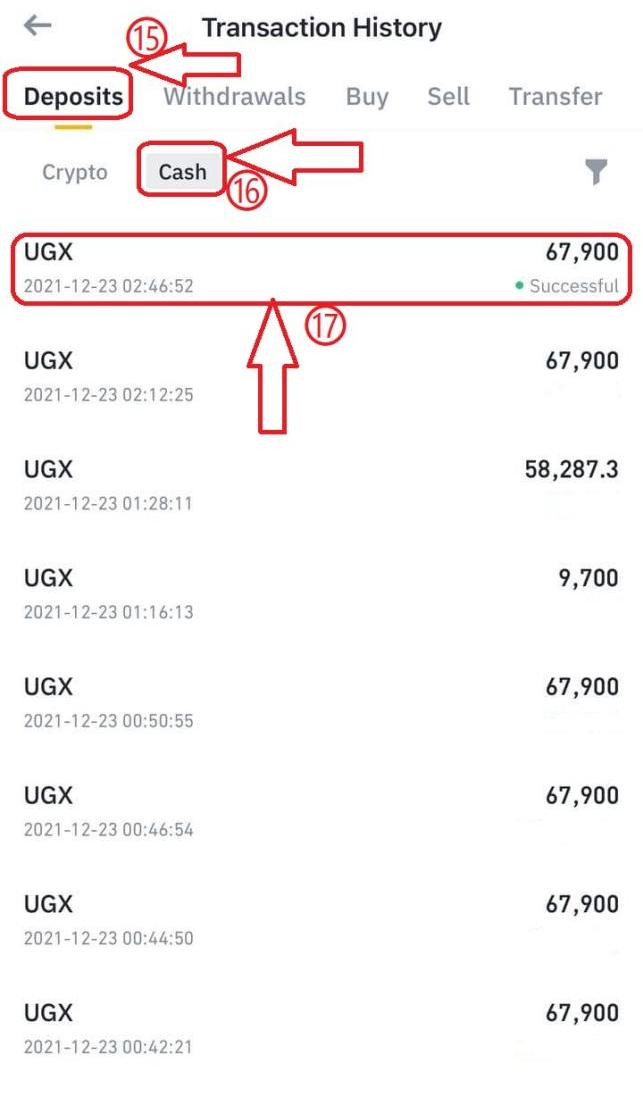 Transaction History
⑮
Deposits Withdrawals Buy Sell Transfer
Crypto Cash
⑯
UGX 67,900
2021-12-23 02:46:52 Successful
⑰
UGX 67,900
2021-12-23 02:12:25
UGX 58,287.3
2021-12-23 01:28:11
UGX 9,700
2021-12-23 01:16:13
UGX 67,900
2021-12-23 00:50:55
UGX 67,900
2021-12-23 00:46:54
UGX 67,900
2021-12-23 00:44:50
UGX 67,900
2021-12-23 00:42:21